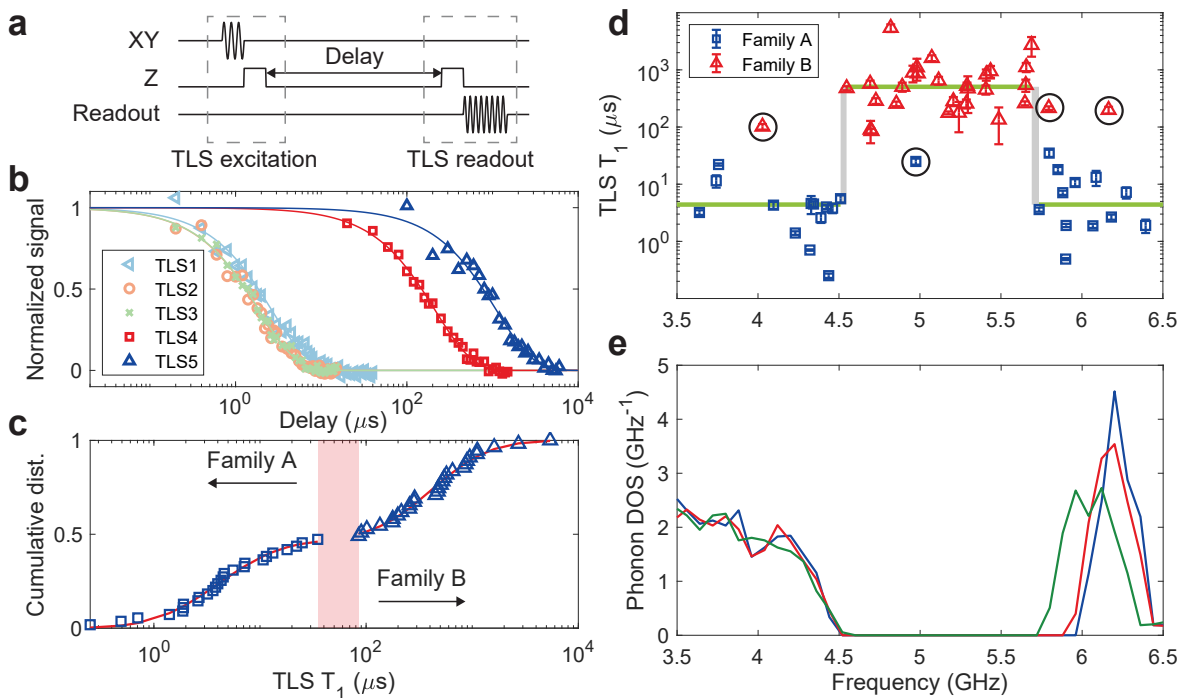 a
XY
Z
Delay
Readout
TLS excitation
TLS readout
b
Normalized signal
1
0.5
0
TLS1
TLS2
TLS3
TLS4
TLS5
10^0
10^2
10^4
Delay (μs)
c
Cumulative dist.
1
0.5
0
Family A
Family B
10^0
10^2
10^4
TLS T_1 (μs)
d
TLS T_1 (μs)
10^3
10^2
10^1
10^0
Family A
Family B
3.5
4
4.5
5
5.5
6
6.5
e
Phonon DOS (GHz^-1)
5
4
3
2
1
0
3.5
4
4.5
5
5.5
6
6.5
Frequency (GHz)